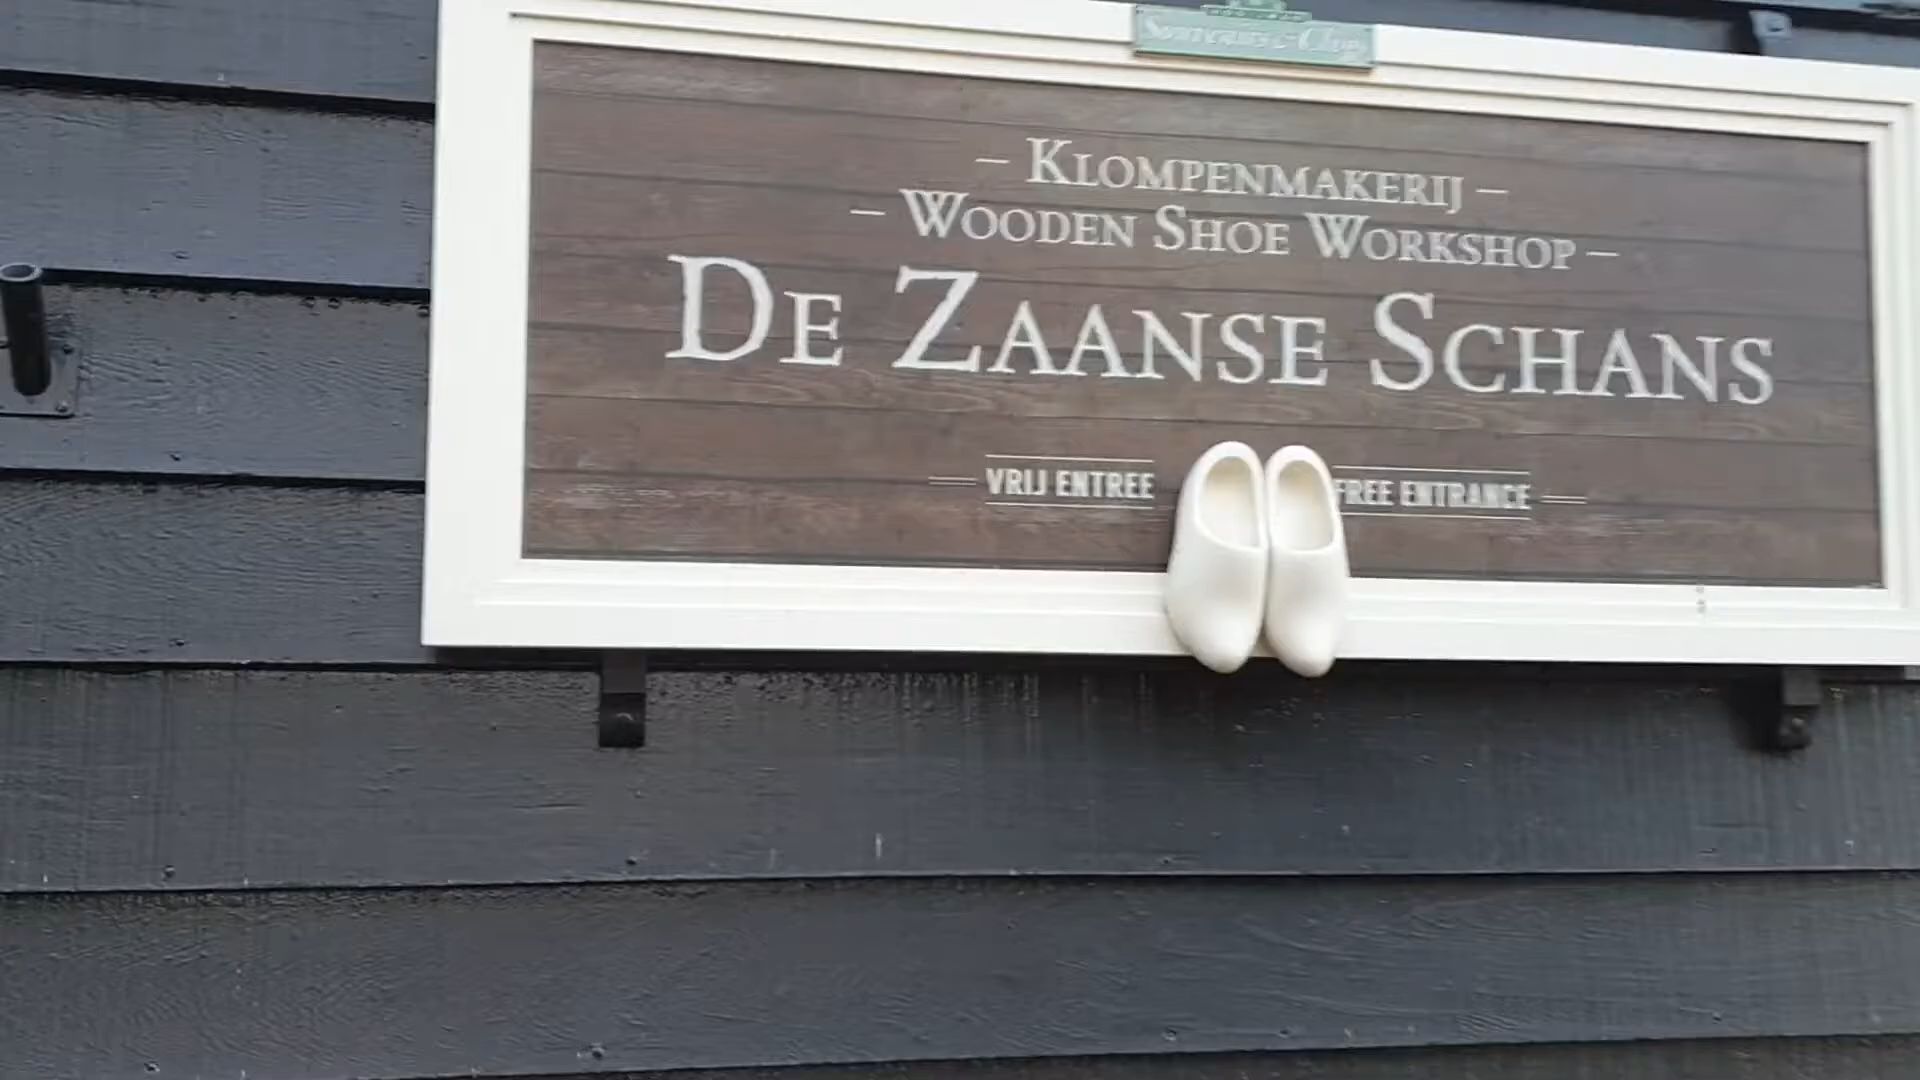 – KLOMPENMAKERIJ –
– WOODEN SHOE WORKSHOP –
DE ZAANSE SCHANS
VRIJ ENTREE FREE ENTRANCE